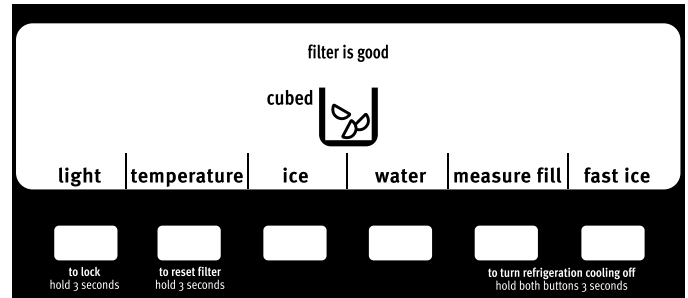 filter is good
cubed
light temperature ice water measure fill fast ice
to lock to reset filter to turn refrigeration cooling off
hold 3 seconds hold 3 seconds hold both buttons 3 seconds